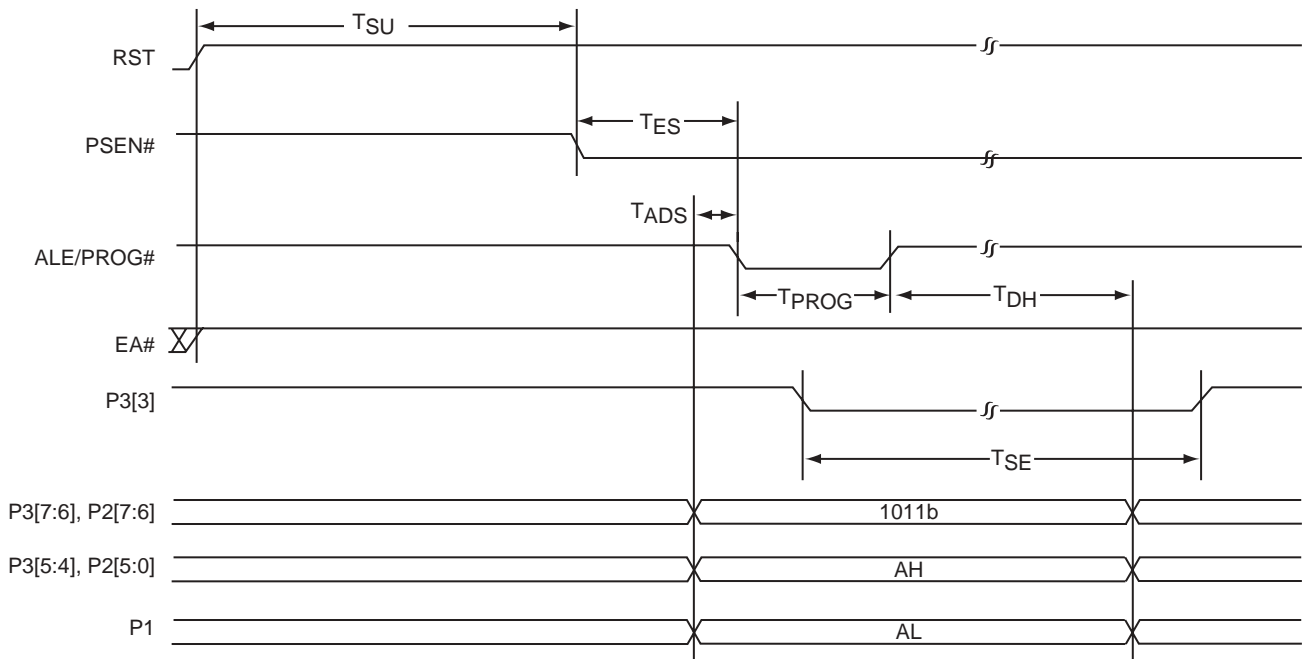 TSU
RST
TES
PSEN#
TADS
ALE/PROG#
TPROG
TDH
EA#
P3[3]
TSE
P3[7:6], P2[7:6]
1011b
P3[5:4], P2[5:0]
AH
P1
AL